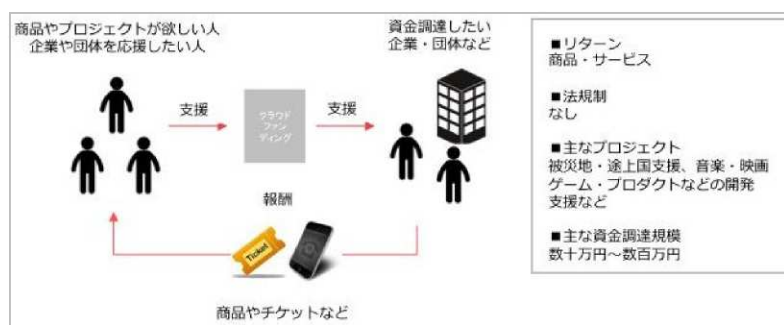 商品やプロジェクトが欲しい人
企業や団体を応援したい人
支援
クラウド
ファン
ディング
支援
資金調達したい
企業・団体など
報酬
Ticket
商品やチケットなど
■リターン
商品・サービス
■法規制
なし
■主なプロジェクト
被災地・途上国支援、音楽・映画
ゲーム・プロダクトなどの開発
支援など
■主な資金調達規模
数十万円～数百万円